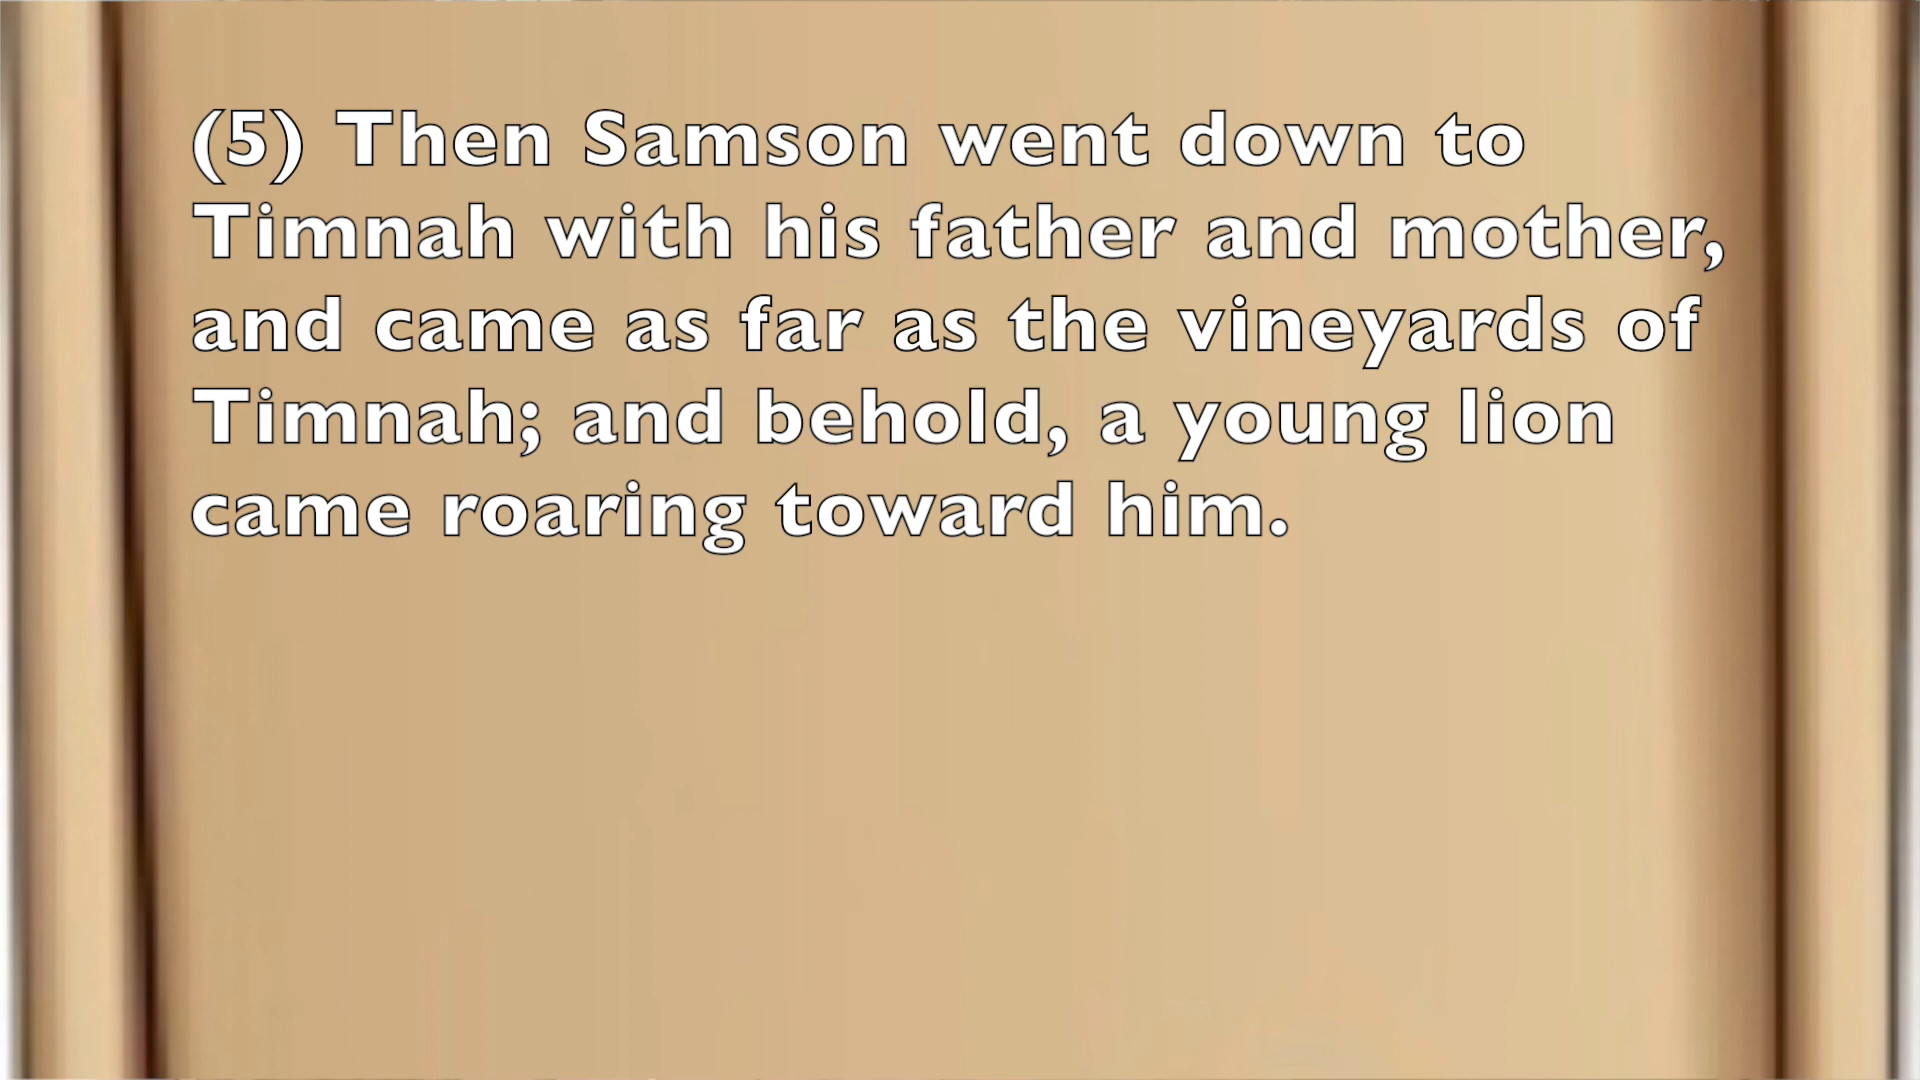 (5) Then Samson went down to
Timnah with his father and mother,
and came as far as the vineyards of
Timnah; and behold, a young lion
came roaring toward him.